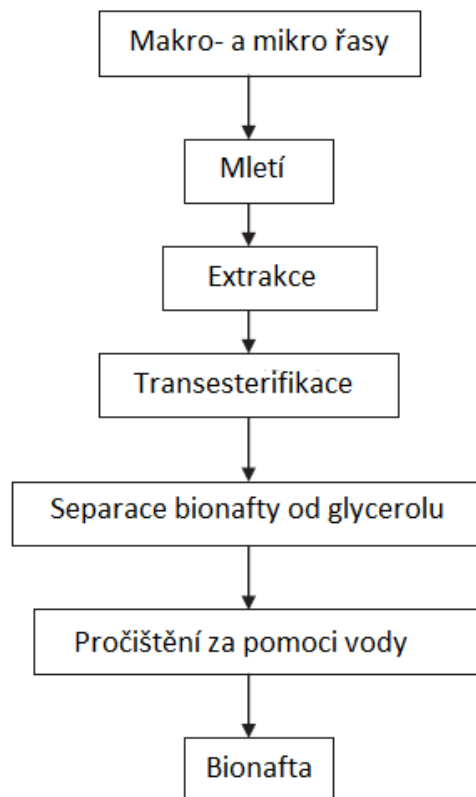 Makro- a mikro řasy
Mletí
Extrakce
Transesterifikace
Separace bionafty od glycerolu
Pročištění za pomoci vody
Bionafta